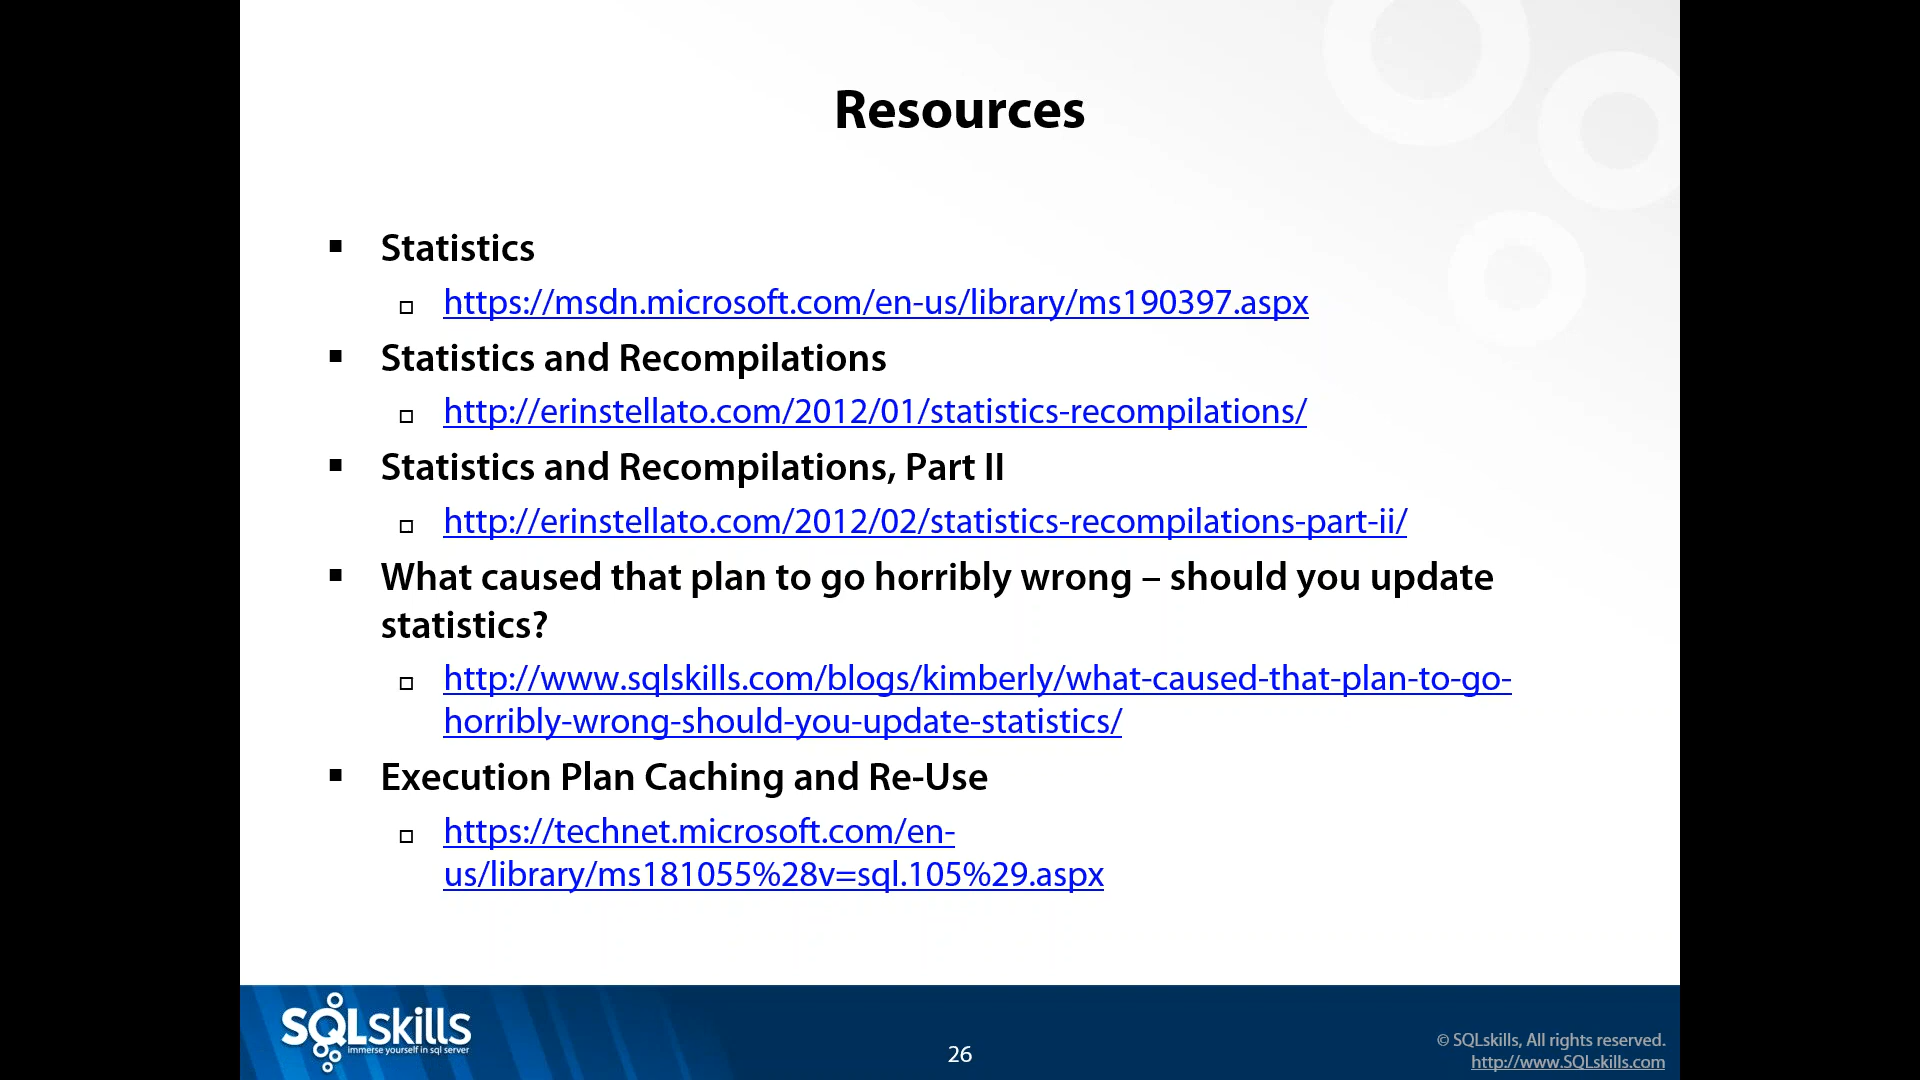 Resources
Statistics
https://msdn.microsoft.com/en-us/library/ms190397.aspx
Statistics and Recompilations
http://erinstellato.com/2012/01/statistics-recompilations/
Statistics and Recompilations, Part II
http://erinstellato.com/2012/02/statistics-recompilations-part-ii/
What caused that plan to go horribly wrong – should you update
statistics?
http://www.sqlskills.com/blogs/kimberly/what-caused-that-plan-to-go-
horribly-wrong-should-you-update-statistics/
Execution Plan Caching and Re-Use
https://technet.microsoft.com/en-
us/library/ms181055%28v=sql.105%29.aspx
SQLskills
immerse yourself in sql server
26
© SQLskills, All rights reserved.
http://www.SQLskills.com